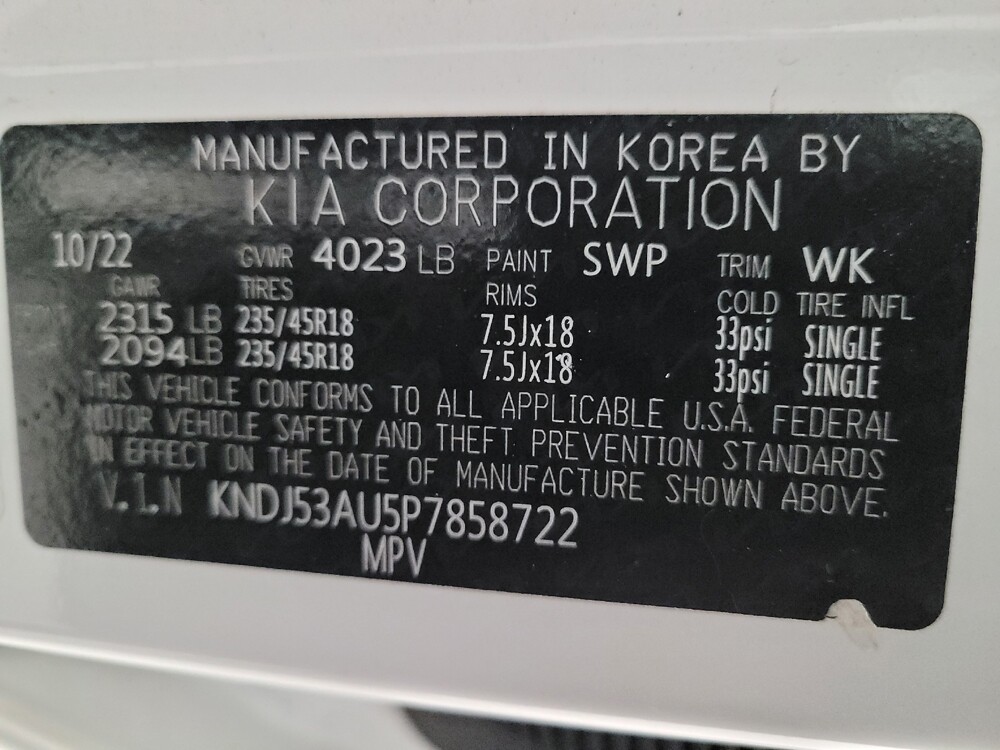 MANUFACTURED IN KOREA BY
KIA CORPORATION
10/22 GVWR 4023 LB PAINT SWP TRIM WK
GAWR TIRES RIMS COLD TIRE INFL
2315 LB 235/45R18 7.5Jx18 33psi SINGLE
2094 LB 235/45R18 7.5Jx18 33psi SINGLE
THIS VEHICLE CONFORMS TO ALL APPLICABLE U.S.A. FEDERAL
MOTOR VEHICLE SAFETY AND THEFT PREVENTION STANDARDS
IN EFFECT ON THE DATE OF MANUFACTURE SHOWN ABOVE.
V.I.N KNDJ53AU5P7858722
MPV